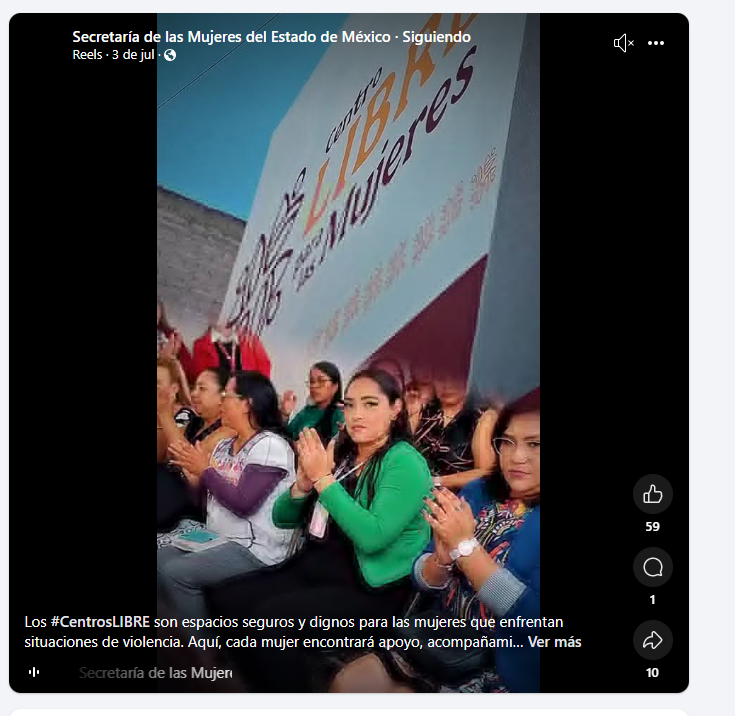 Secretaría de las Mujeres del Estado de México · Siguiendo
Reels · 3 de jul ·
Centro
LIBRE
para las
Mujeres
59
1
10
Los #CentrosLIBRE son espacios seguros y dignos para las mujeres que enfrentan
situaciones de violencia. Aquí, cada mujer encontrará apoyo, acompañami... Ver más
Secretaría de las Mujere